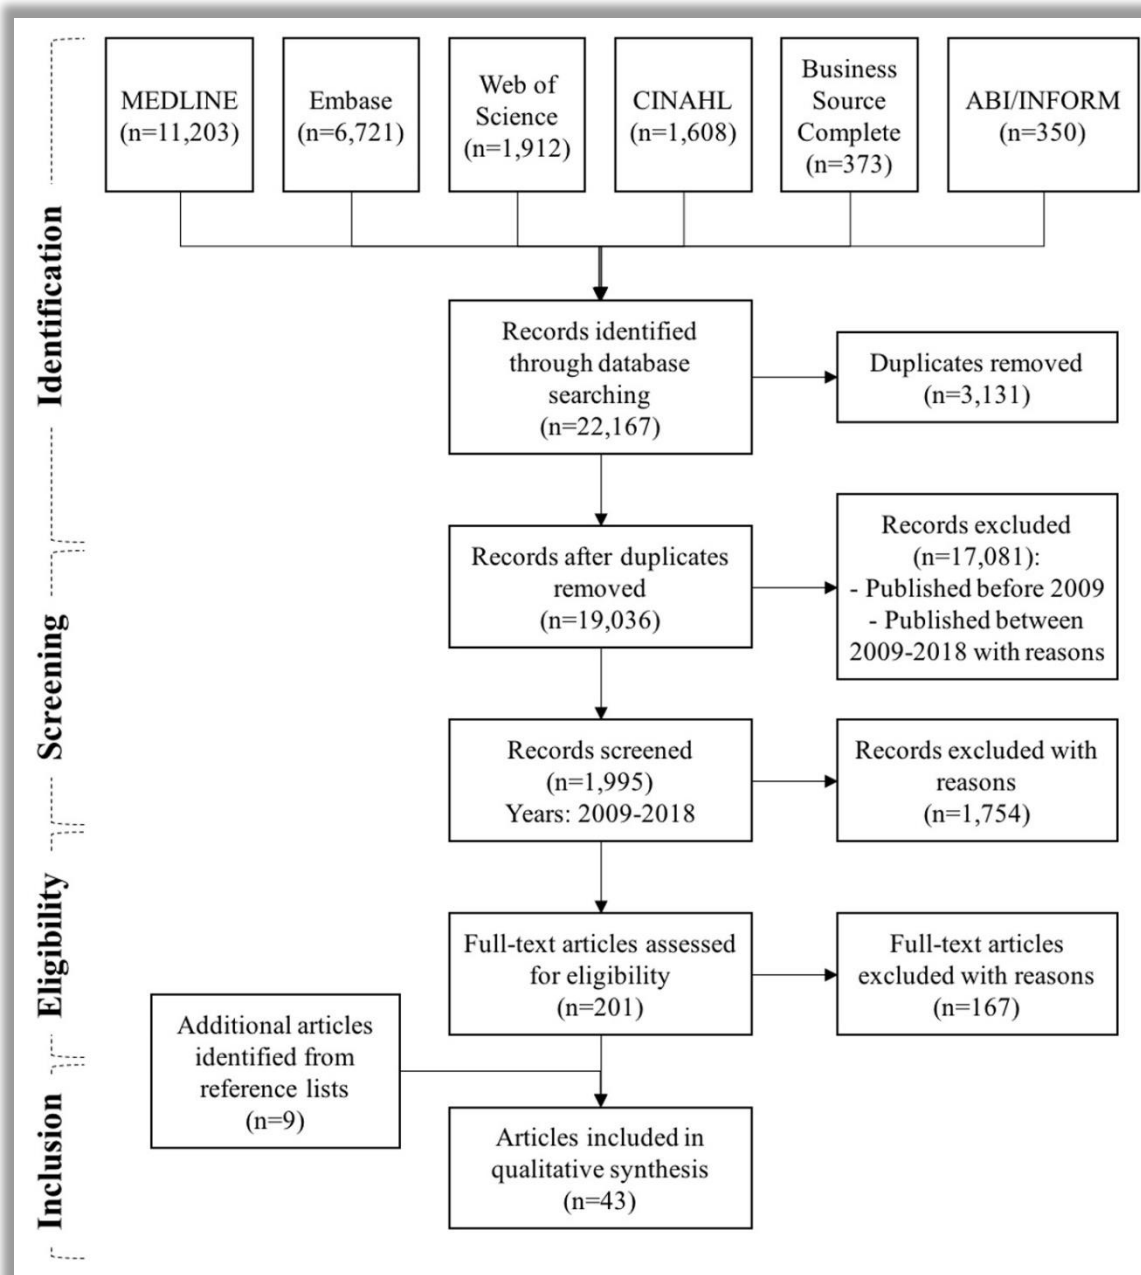 MEDLINE
(n=11,203)
Embase
(n=6,721)
Web of
Science
(n=1,912)
CINAHL
(n=1,608)
Business
Source
Complete
(n=373)
ABI/INFORM
(n=350)
Identification
Records identified
through database
searching
(n=22,167)
Duplicates removed
(n=3,131)
Screening
Records after duplicates
removed
(n=19,036)
Records excluded
(n=17,081):
- Published before 2009
- Published between
2009-2018 with reasons
Records screened
(n=1,995)
Years: 2009-2018
Records excluded with
reasons
(n=1,754)
Eligibility
Full-text articles assessed
for eligibility
(n=201)
Full-text articles
excluded with reasons
(n=167)
Additional articles
identified from
reference lists
(n=9)
Inclusion
Articles included in
qualitative synthesis
(n=43)